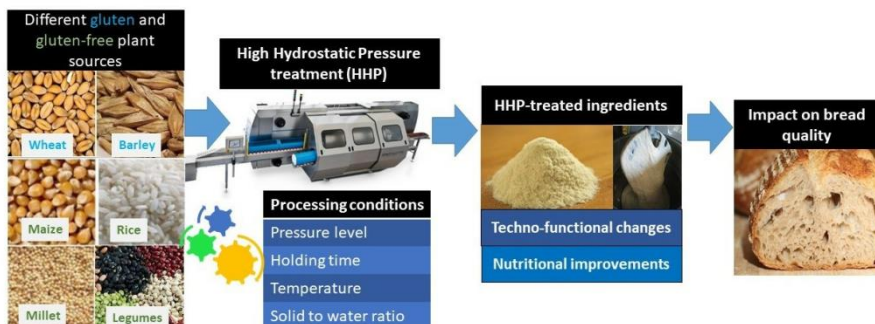 Different gluten and
gluten-free plant
sources
Wheat
Barley
Maize
Rice
Millet
Legumes
High Hydrostatic Pressure
treatment (HHP)
Processing conditions
Pressure level
Holding time
Temperature
Solid to water ratio
HHP-treated ingredients
Techno-functional changes
Nutritional improvements
Impact on bread
quality